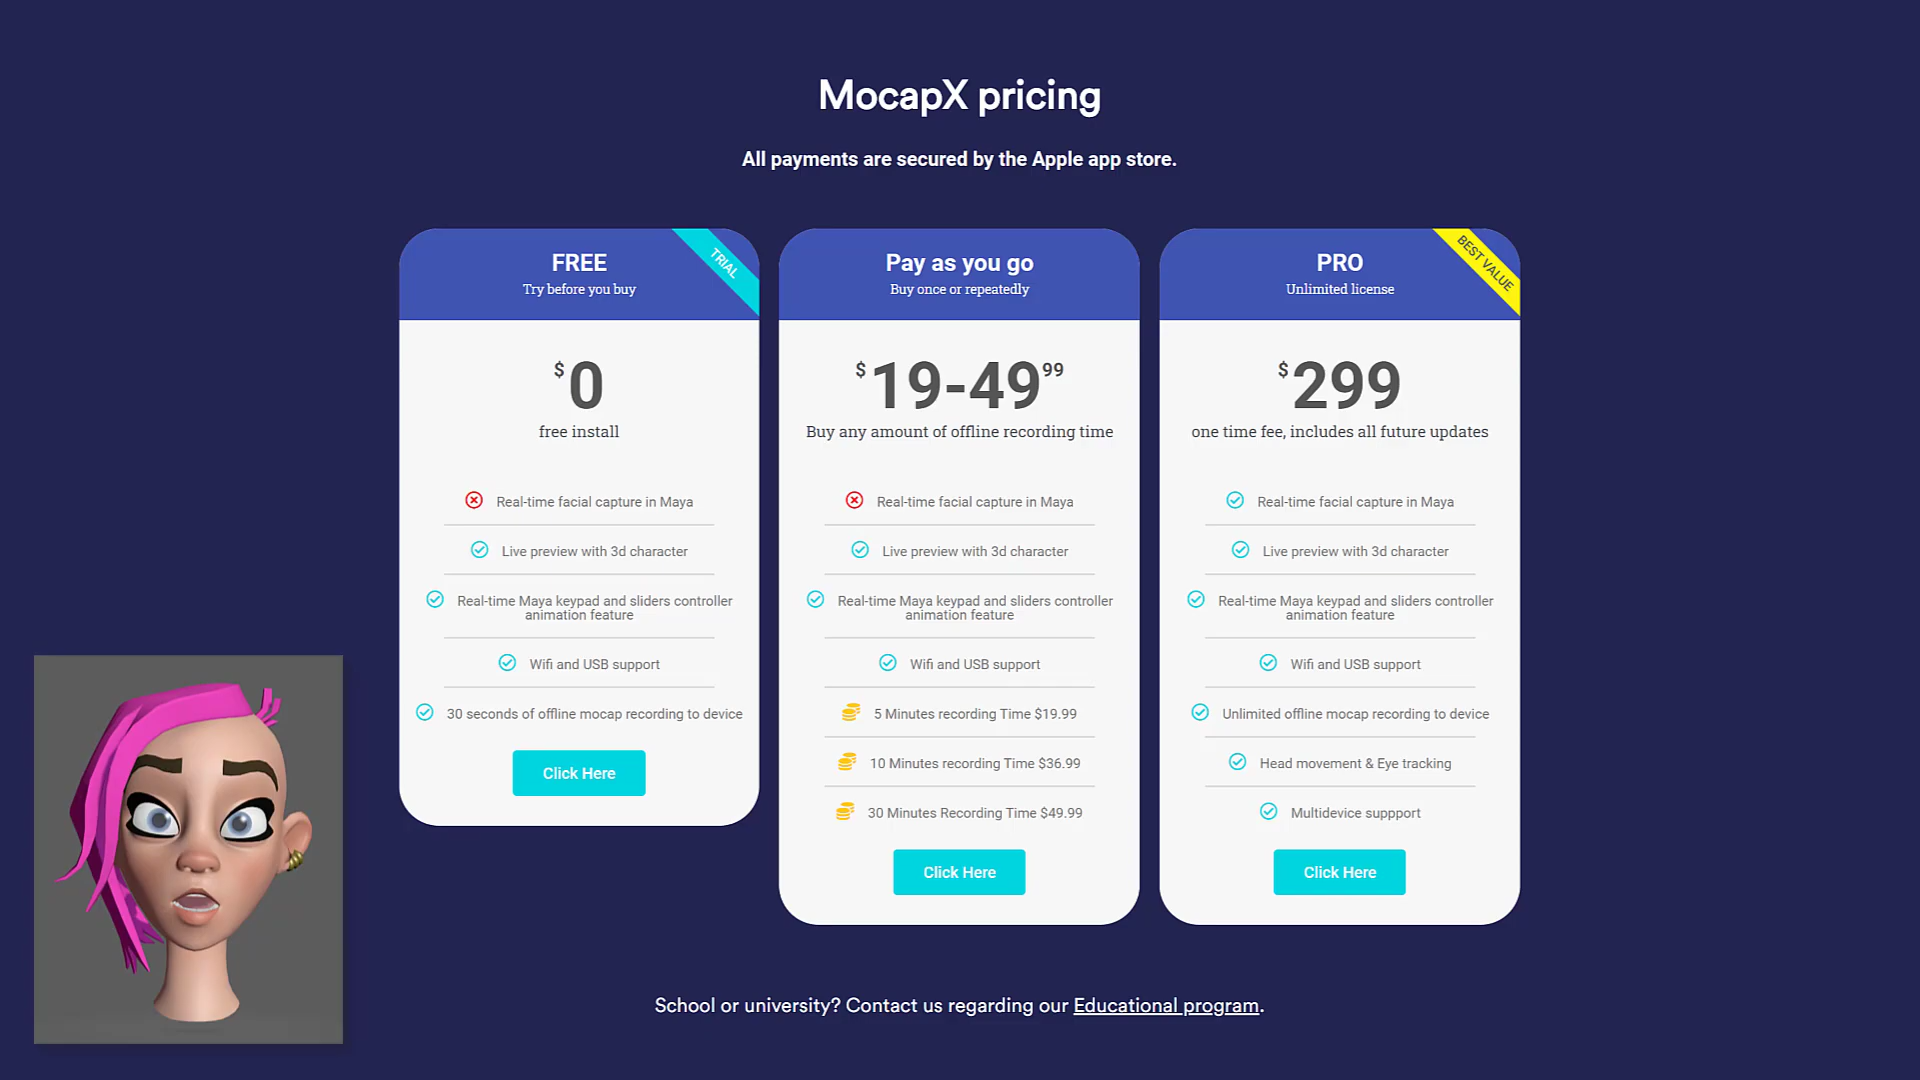 MocapX pricing
All payments are secured by the Apple app store.
FREE
Try before you buy
TRIAL
$0
free install
Real-time facial capture in Maya
Live preview with 3d character
Real-time Maya keypad and sliders controller
animation feature
Wifi and USB support
30 seconds of offline mocap recording to device
Click Here
Pay as you go
Buy once or repeatedly
$19-49 99
Buy any amount of offline recording time
Real-time facial capture in Maya
Live preview with 3d character
Real-time Maya keypad and sliders controller
animation feature
Wifi and USB support
5 Minutes recording Time $19.99
10 Minutes recording Time $36.99
30 Minutes Recording Time $49.99
Click Here
PRO
Unlimited license
BEST VALUE
$299
one time fee, includes all future updates
Real-time facial capture in Maya
Live preview with 3d character
Real-time Maya keypad and sliders controller
animation feature
Wifi and USB support
Unlimited offline mocap recording to device
Head movement & Eye tracking
Multidevice suppport
Click Here
School or university? Contact us regarding our Educational program.